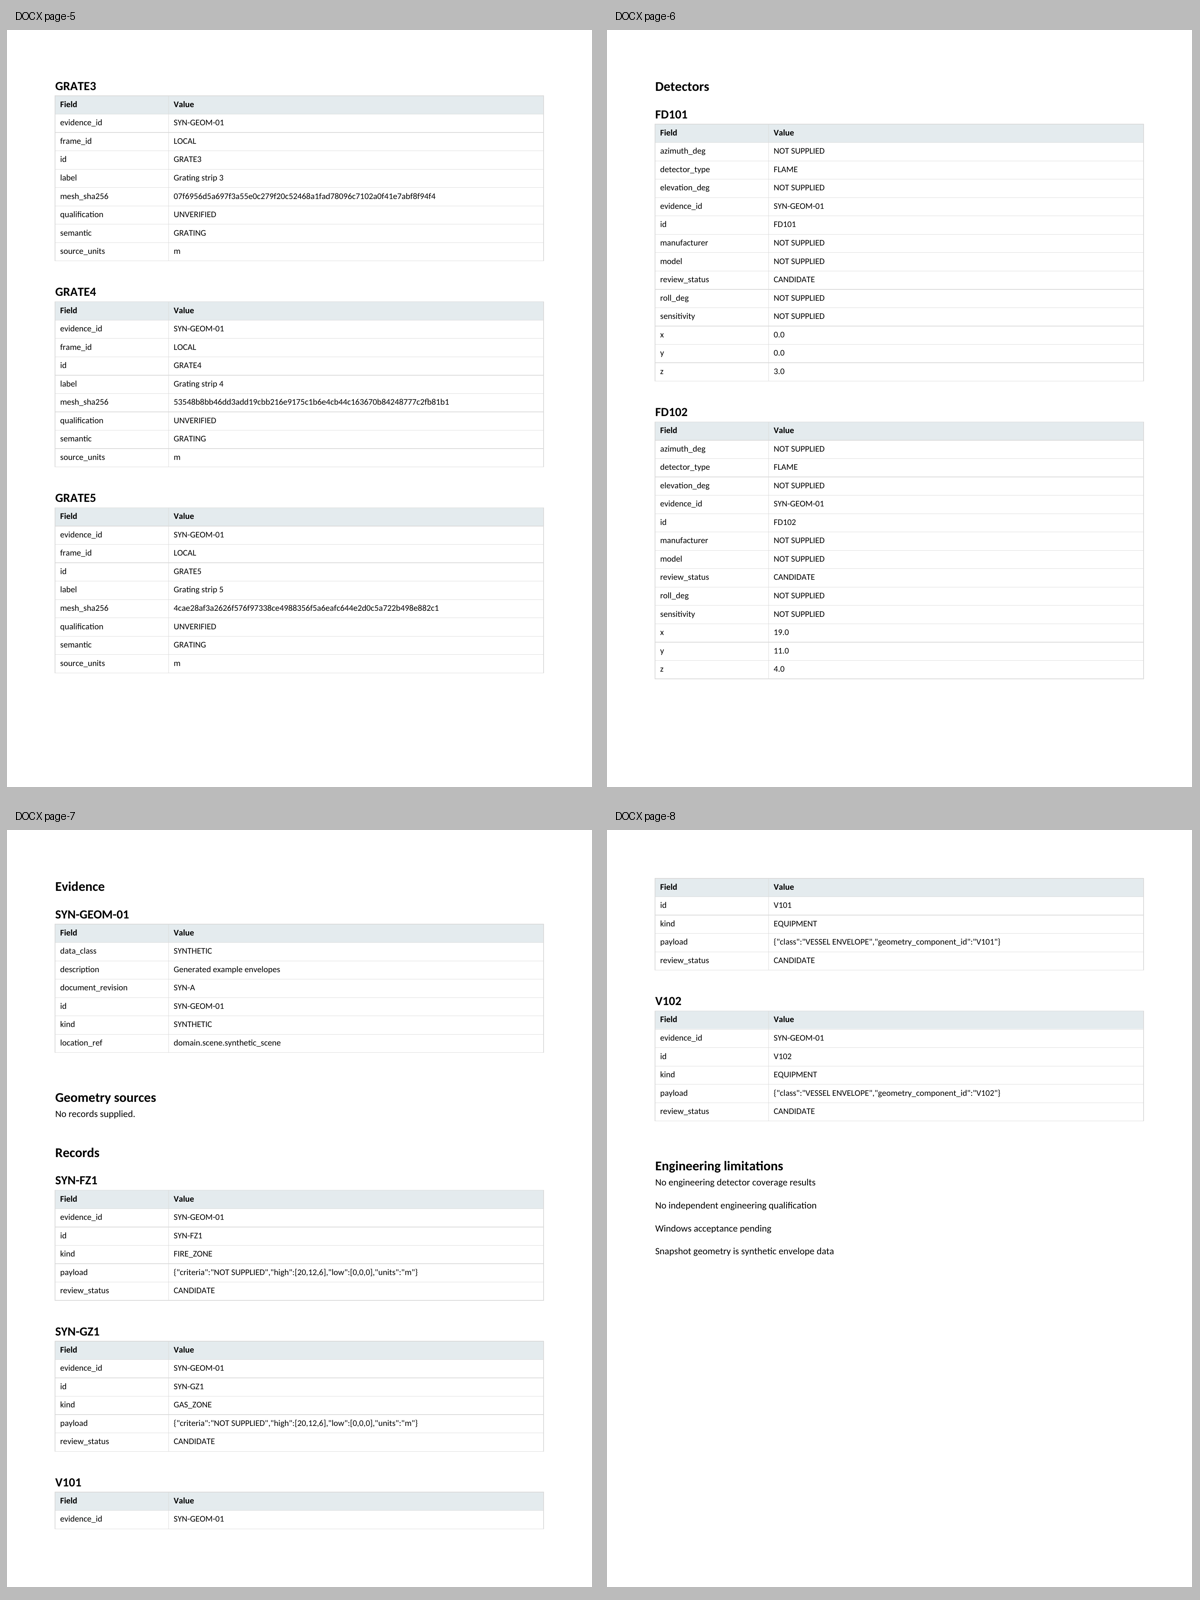 DOCX page-5
GRATE3
Field Value
evidence_id SYN-GEOM-01
frame_id LOCAL
id GRATE3
label Grating strip 3
mesh_sha256 07f6956d5a697f3a55e0c279f20c52468a1fad78096c7102a0f41e7abf8f94f4
qualification UNVERIFIED
semantic GRATING
source_units m
GRATE4
Field Value
evidence_id SYN-GEOM-01
frame_id LOCAL
id GRATE4
label Grating strip 4
mesh_sha256 53548b8bb46dd3add19cbb216e9175c1b6e4cb44c163670b84248777c2fb81b1
qualification UNVERIFIED
semantic GRATING
source_units m
GRATE5
Field Value
evidence_id SYN-GEOM-01
frame_id LOCAL
id GRATE5
label Grating strip 5
mesh_sha256 4cae28af3a2626f576f97338ce4988356f5a6eafc644e2d0c5a722b498e882c1
qualification UNVERIFIED
semantic GRATING
source_units m
DOCX page-6
Detectors
FD101
Field Value
azimuth_deg NOT SUPPLIED
detector_type FLAME
elevation_deg NOT SUPPLIED
evidence_id SYN-GEOM-01
id FD101
manufacturer NOT SUPPLIED
model NOT SUPPLIED
review_status CANDIDATE
roll_deg NOT SUPPLIED
sensitivity NOT SUPPLIED
x 0.0
y 0.0
z 3.0
FD102
Field Value
azimuth_deg NOT SUPPLIED
detector_type FLAME
elevation_deg NOT SUPPLIED
evidence_id SYN-GEOM-01
id FD102
manufacturer NOT SUPPLIED
model NOT SUPPLIED
review_status CANDIDATE
roll_deg NOT SUPPLIED
sensitivity NOT SUPPLIED
x 19.0
y 11.0
z 4.0
DOCX page-7
Evidence
SYN-GEOM-01
Field Value
data_class SYNTHETIC
description Generated example envelopes
document_revision SYN-A
id SYN-GEOM-01
kind SYNTHETIC
location_ref domain.scene.synthetic_scene
Geometry sources
No records supplied.
Records
SYN-FZ1
Field Value
evidence_id SYN-GEOM-01
id SYN-FZ1
kind FIRE_ZONE
payload {"criteria":"NOT SUPPLIED","high":[20,12,6],"low":[0,0,0],"units":"m"}
review_status CANDIDATE
SYN-GZ1
Field Value
evidence_id SYN-GEOM-01
id SYN-GZ1
kind GAS_ZONE
payload {"criteria":"NOT SUPPLIED","high":[20,12,6],"low":[0,0,0],"units":"m"}
review_status CANDIDATE
V101
Field Value
evidence_id SYN-GEOM-01
DOCX page-8
Field Value
id V101
kind EQUIPMENT
payload {"class":"VESSEL ENVELOPE","geometry_component_id":"V101"}
review_status CANDIDATE
V102
Field Value
evidence_id SYN-GEOM-01
id V102
kind EQUIPMENT
payload {"class":"VESSEL ENVELOPE","geometry_component_id":"V102"}
review_status CANDIDATE
Engineering limitations
No engineering detector coverage results
No independent engineering qualification
Windows acceptance pending
Snapshot geometry is synthetic envelope data